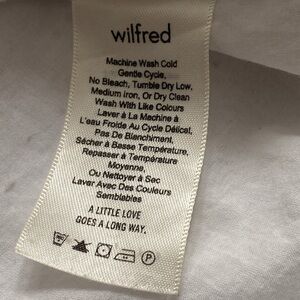 wilfred
Machine Wash Cold
Gentle Cycle,
No Bleach, Tumble Dry Low,
Medium Iron, Or Dry Clean
Wash With Like Colours
Laver à La Machine à
L'eau Froide Au Cycle Délicat,
Pas De Blanchiment,
Sécher à Basse Température,
Repasser à Température
Moyenne,
Ou Nettoyer à Sec
Laver Avec Des Couleurs
Semblables
A LITTLE LOVE
GOES A LONG WAY.
P